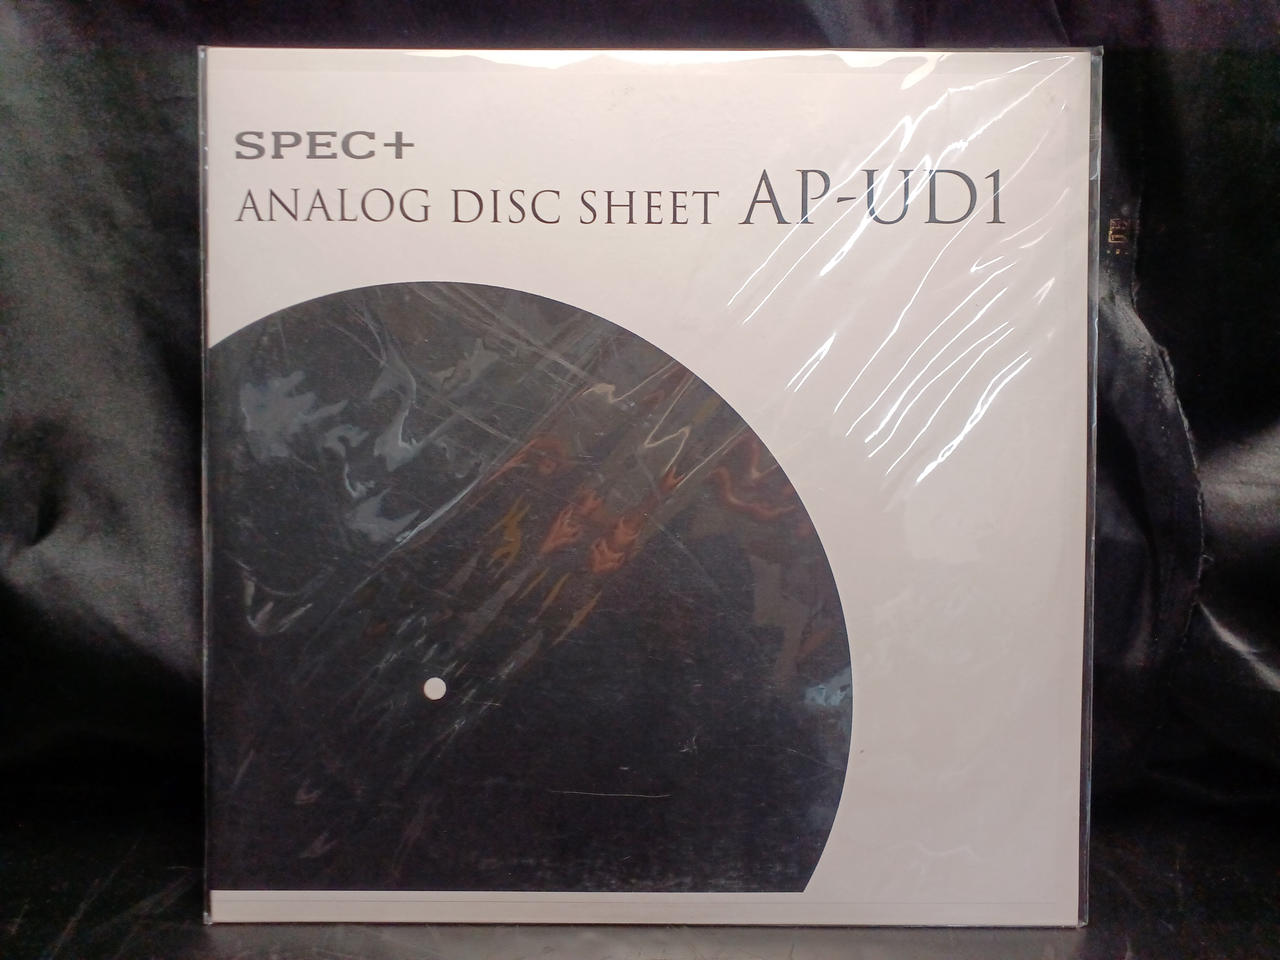 SPEC+
ANALOG DISC SHEET AP-UD1